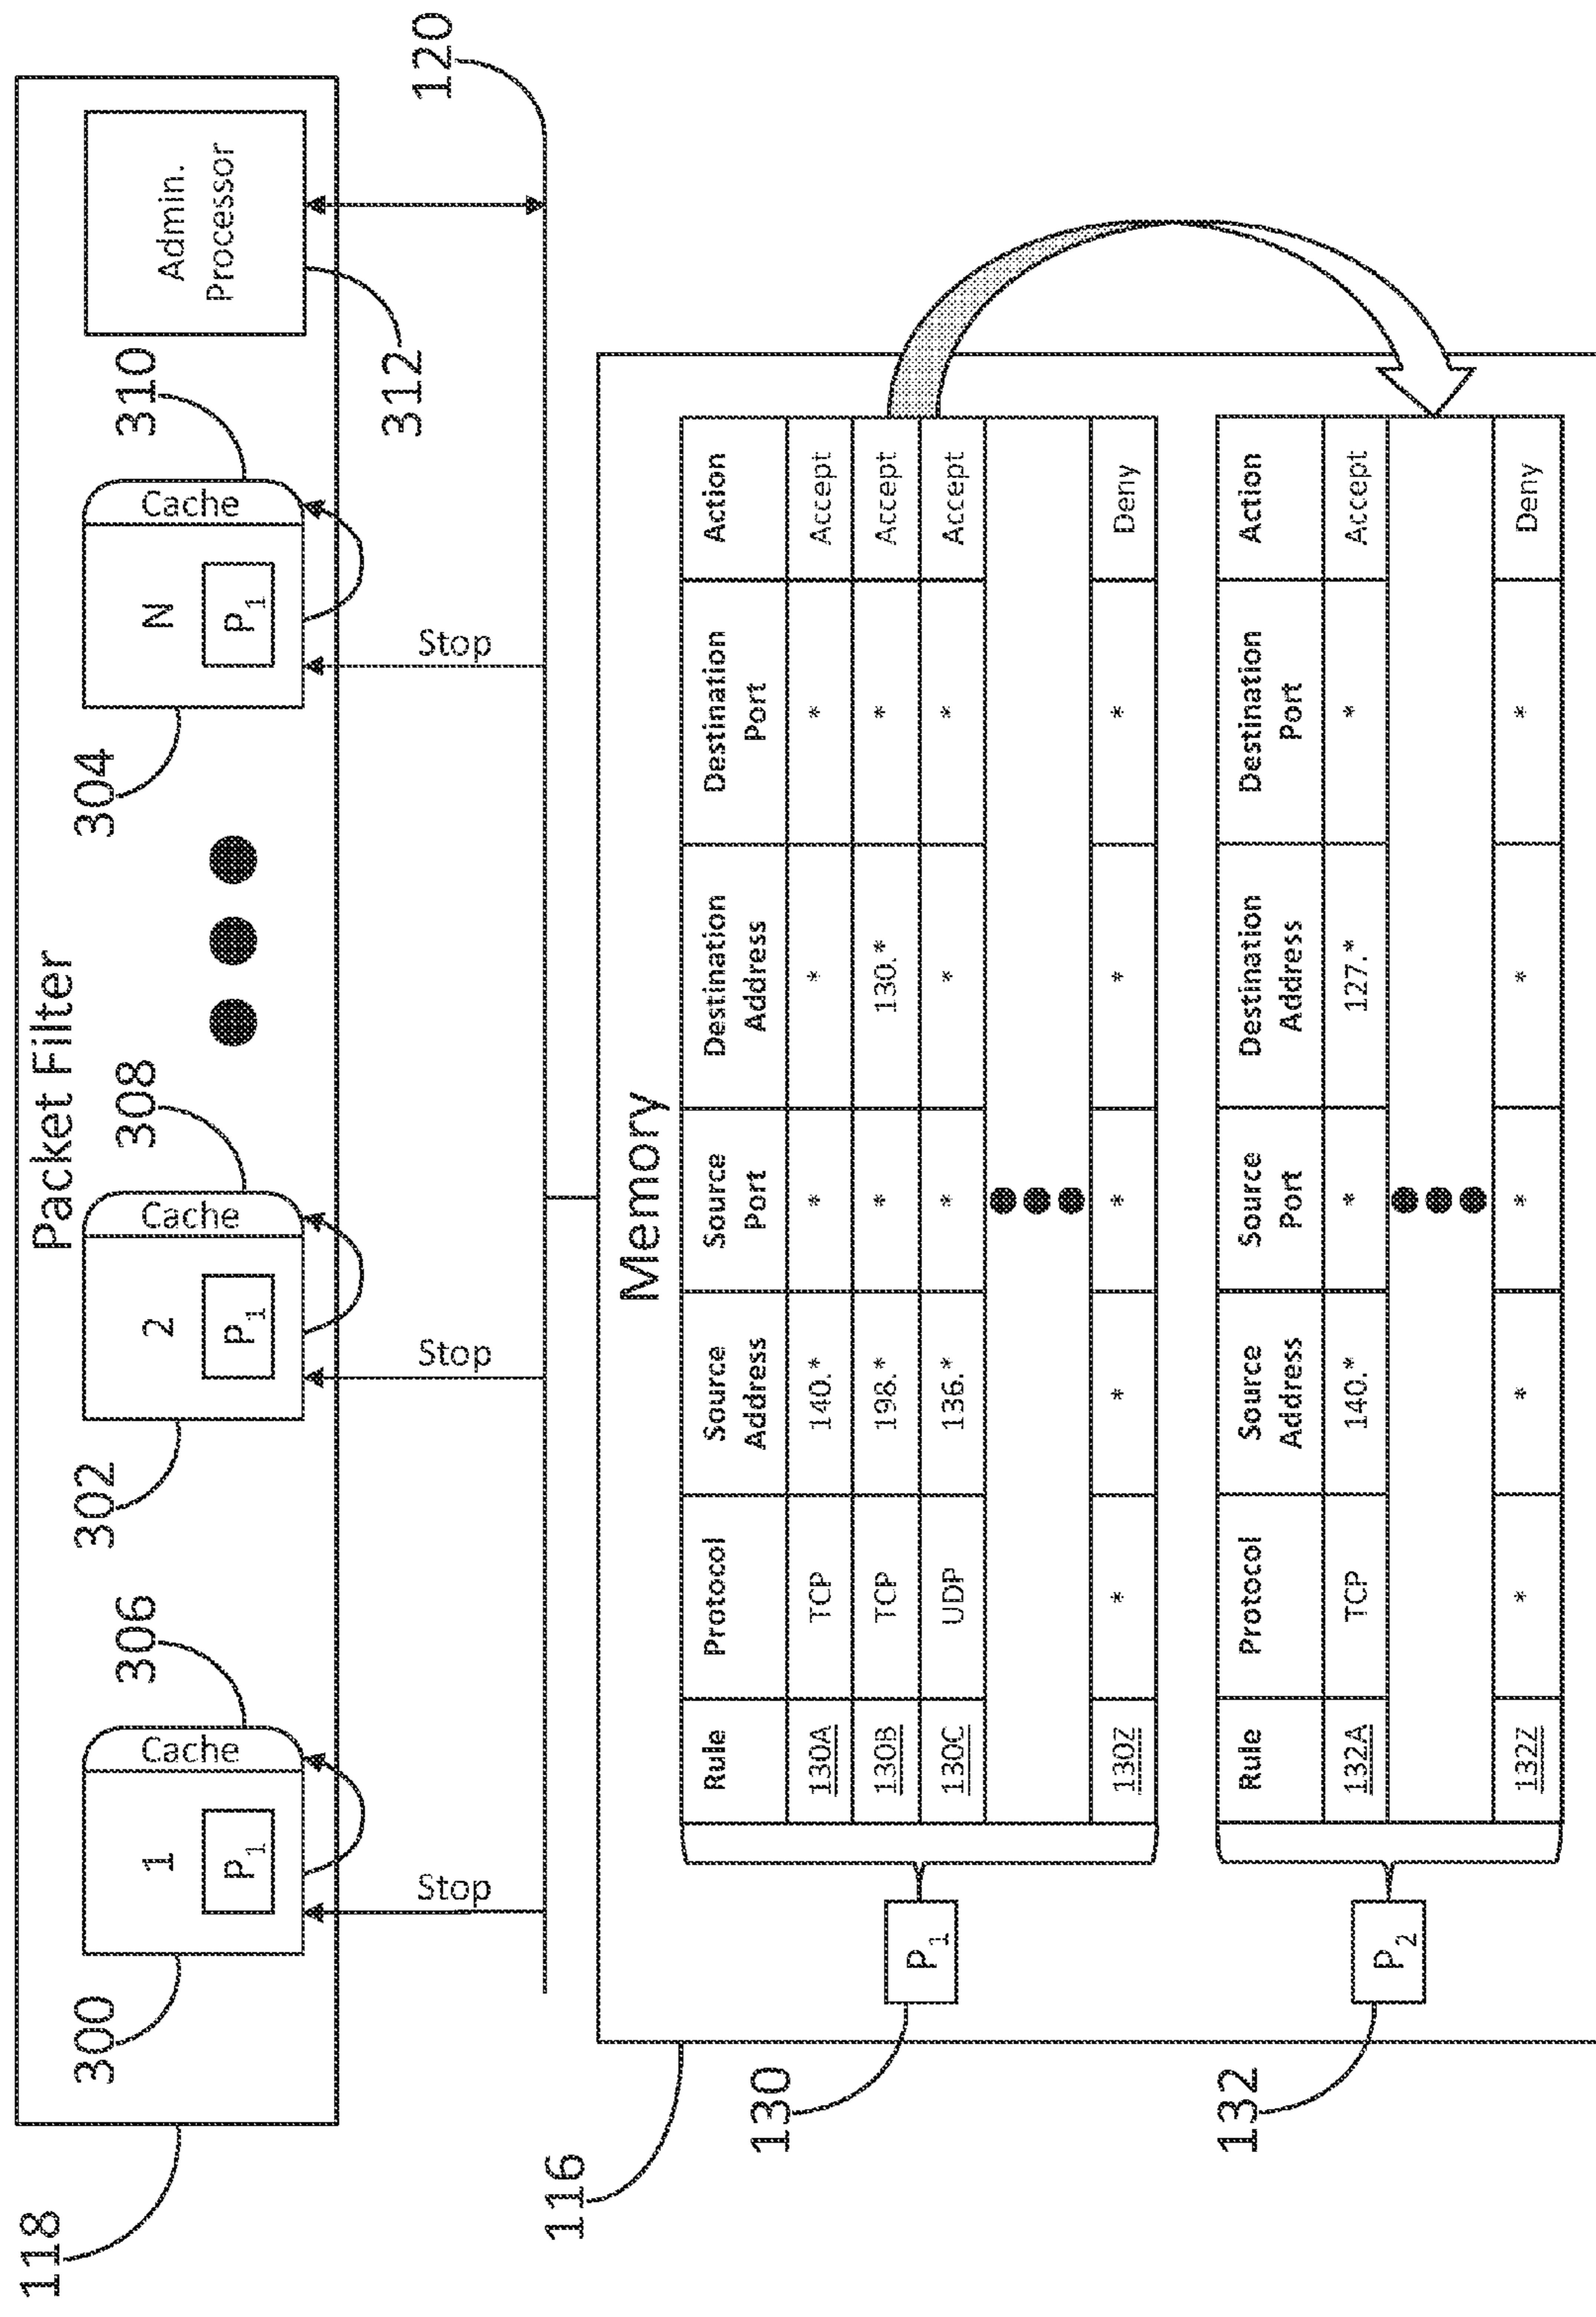 118
Packet Filter
300
1
P1
Cache
306
302
2
P1
Cache
308
304
N
P1
Cache
310
Admin.
Processor
312
Stop
Stop
Stop
120
116
Memory
130
P1
Rule Protocol Source Address Source Port Destination Address Destination Port Action
130A TCP 140.* * * * Accept
130B TCP 198.* * 130.* * Accept
130C UDP 136.* * * * Accept
130Z * * * * * Deny
132
P2
Rule Protocol Source Address Source Port Destination Address Destination Port Action
132A TCP 140.* * 127.* * Accept
132Z * * * * * Deny